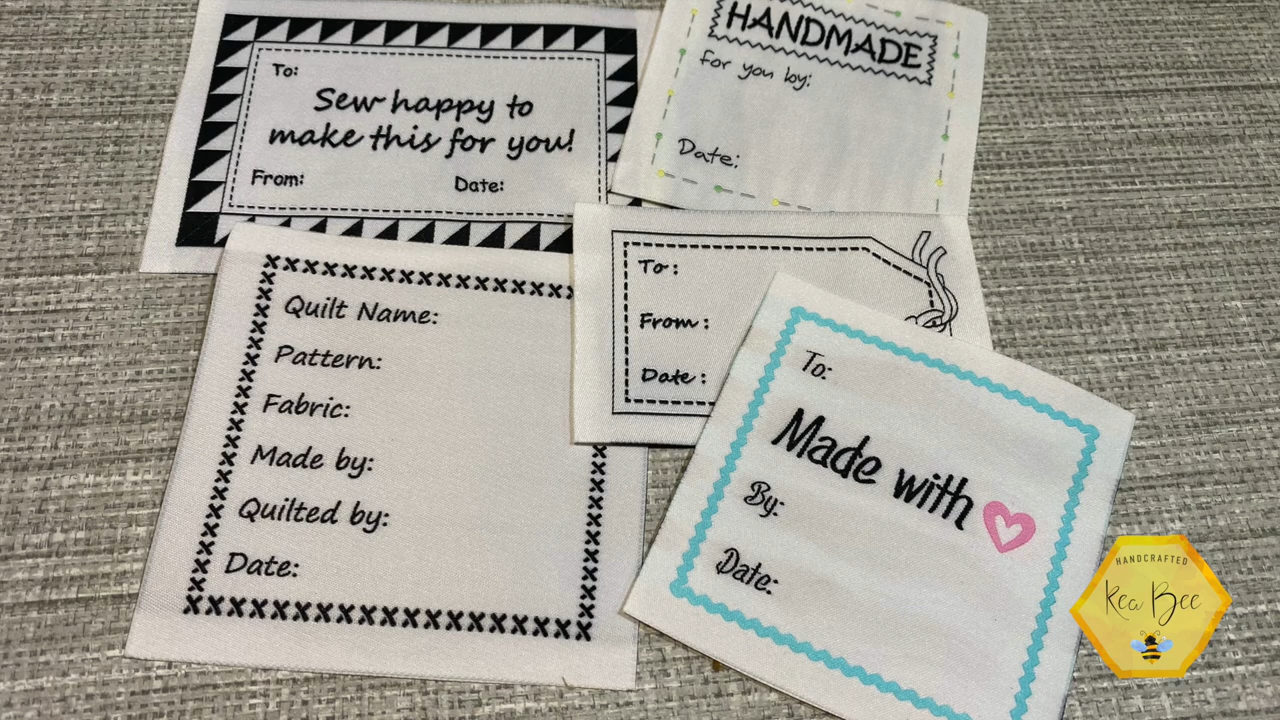 To:
Sew happy to
make this for you!
From:
Date:
HANDMADE
for you by:
Date:
To:
From:
Date:
Quilt Name:
Pattern:
Fabric:
Made by:
Quilted by:
Date:
To:
Made with
By:
Date:
HANDCRAFTED
Kea Bee